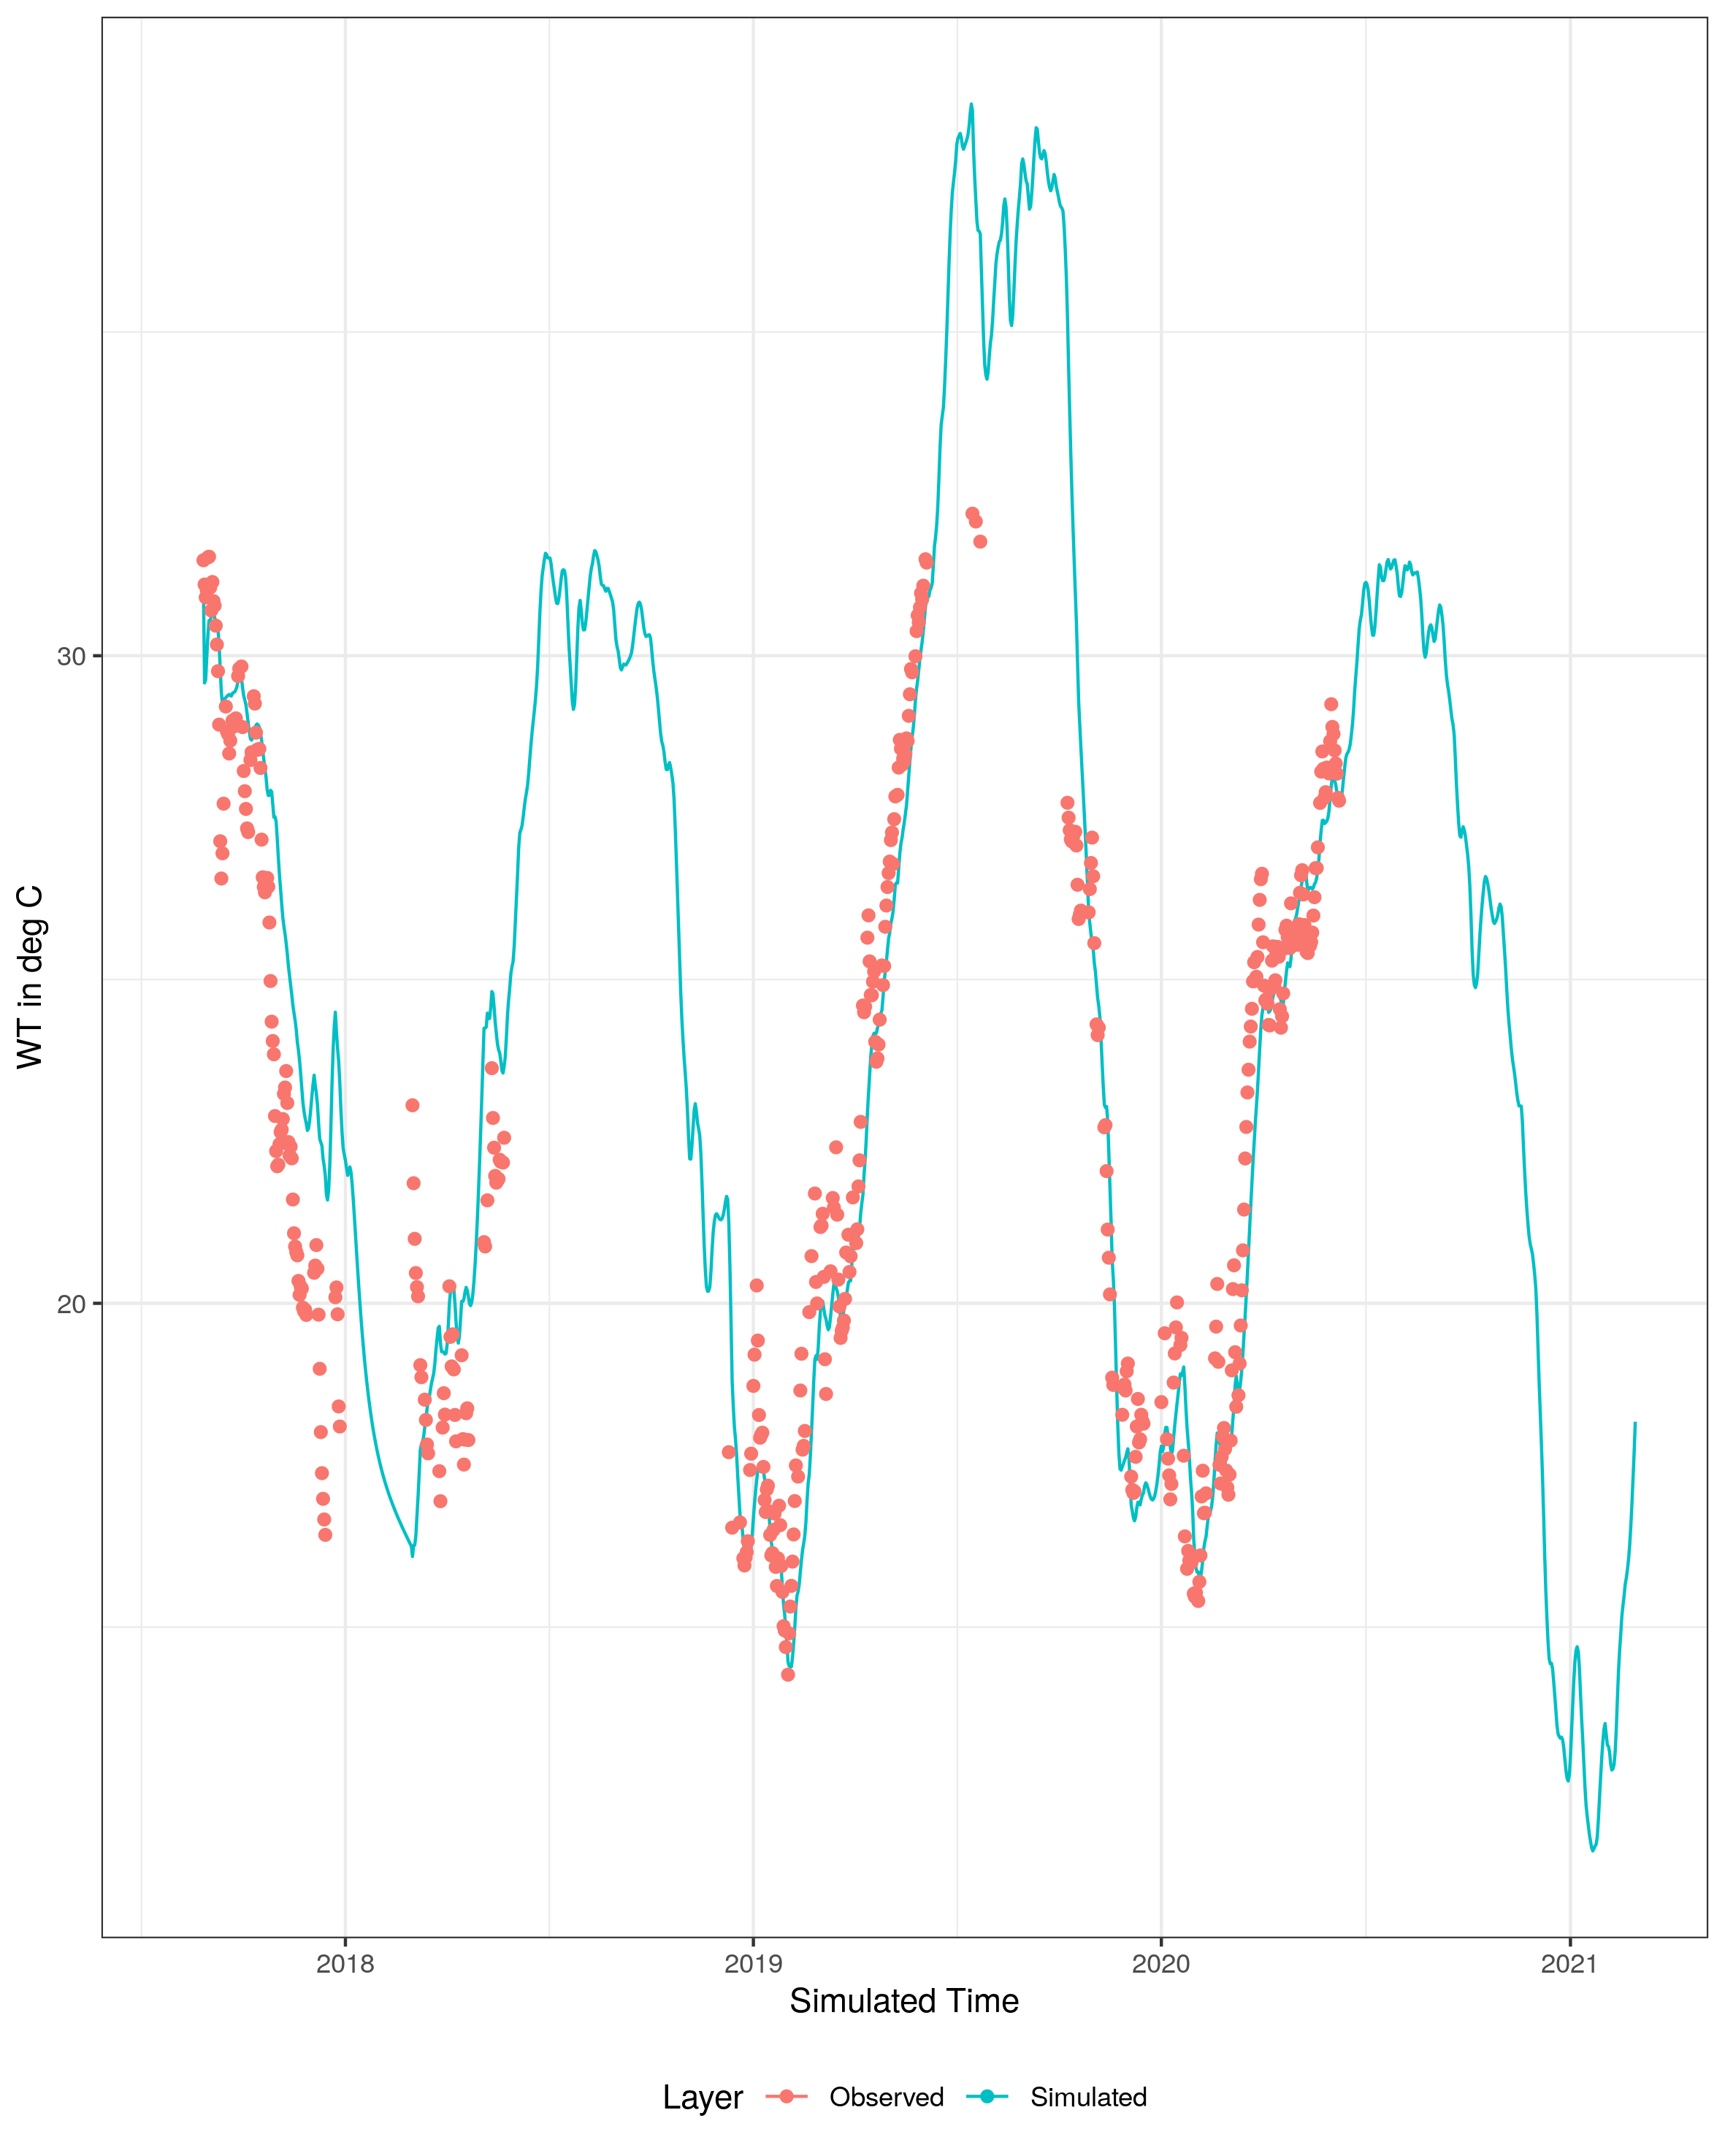 WT in deg C
30
20
2018 2019 2020 2021
Simulated Time
Layer Observed Simulated